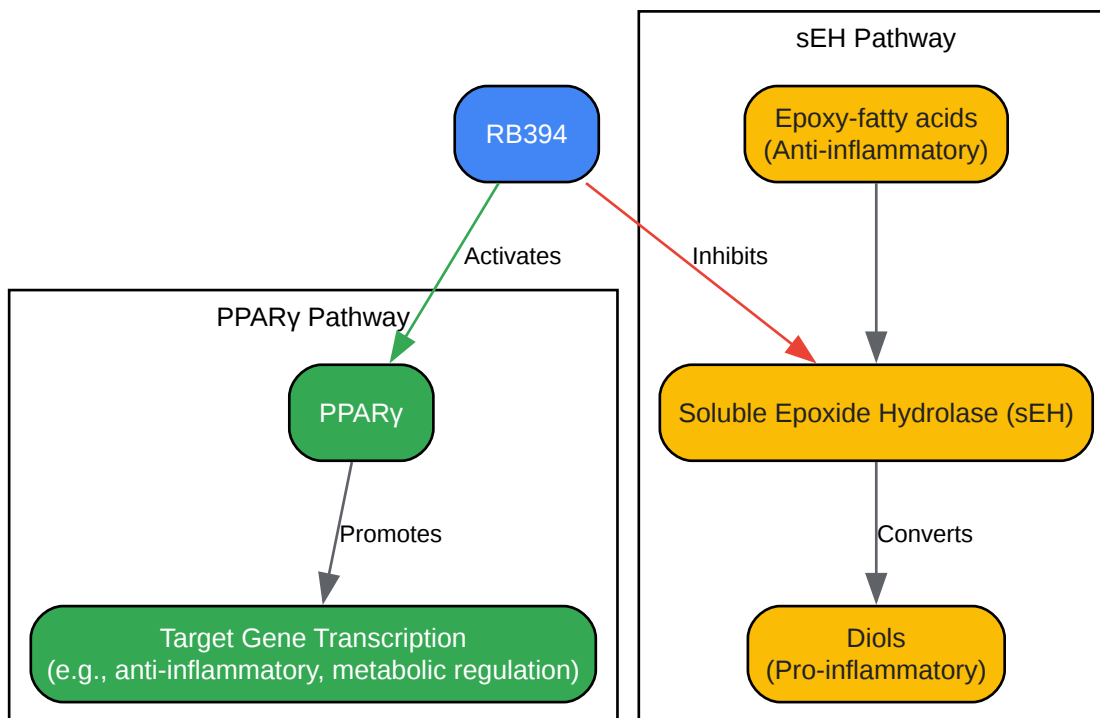 sEH Pathway
RB394
Epoxy-fatty acids
(Anti-inflammatory)
Activates
Inhibits
PPARγ Pathway
PPARγ
Soluble Epoxide Hydrolase (sEH)
Promotes
Converts
Target Gene Transcription
(e.g., anti-inflammatory, metabolic regulation)
Diols
(Pro-inflammatory)